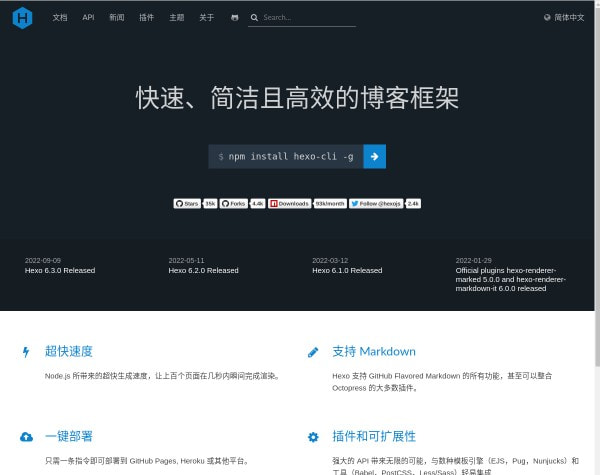 文档 API 新闻 插件 主题 关于 Search... 简体中文
快速、简洁且高效的博客框架
$ npm install hexo-cli -g
Stars 35k Forks 4.4k Downloads 93k/month Follow @hexojs 2.4k
2022-09-09
Hexo 6.3.0 Released
2022-05-11
Hexo 6.2.0 Released
2022-03-12
Hexo 6.1.0 Released
2022-01-29
Official plugins hexo-renderer-
marked 5.0.0 and hexo-renderer-
markdown-it 6.0.0 released
超快速度
Node.js 所带来的超快生成速度，让上百个页面在几秒内瞬间完成渲染。
支持 Markdown
Hexo 支持 GitHub Flavored Markdown 的所有功能，甚至可以整合
Octopress 的大多数插件。
一键部署
只需一条指令即可部署到 GitHub Pages, Heroku 或其他平台。
插件和可扩展性
强大的 API 带来无限的可能，与数种模板引擎（EJS，Pug，Nunjucks）和
工具（Babel，PostCSS，Less/Sass）轻易集成